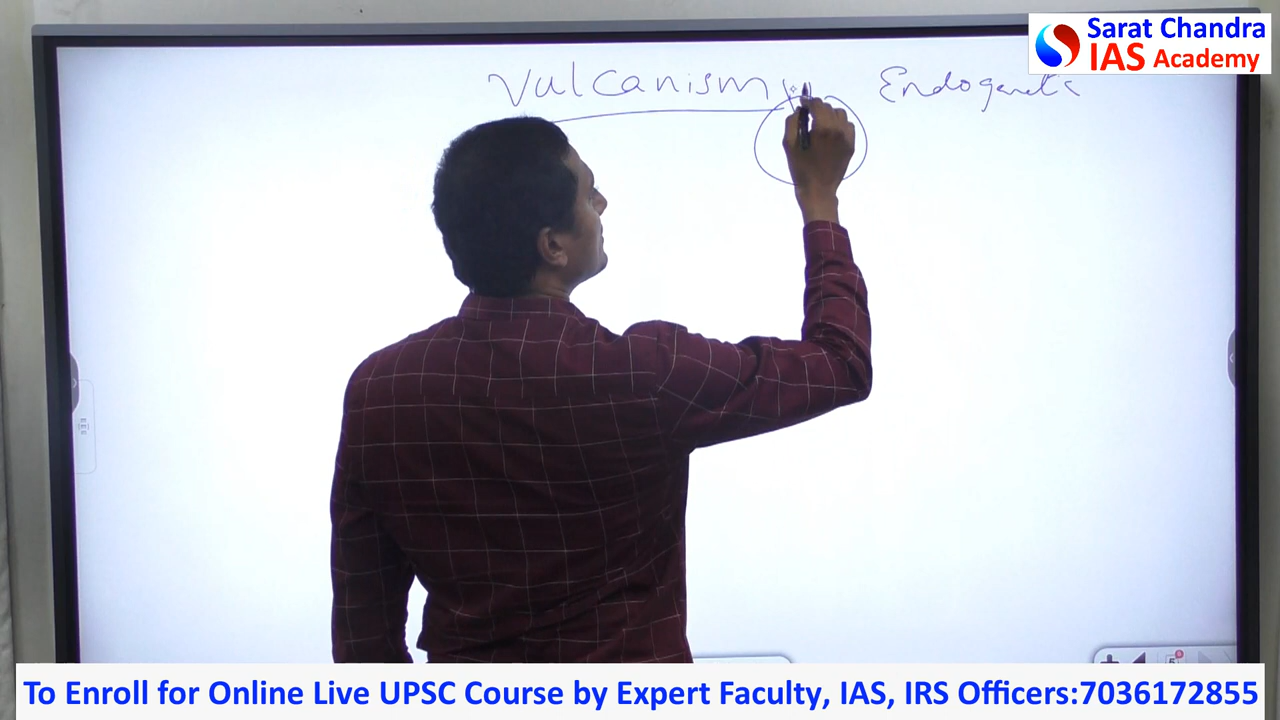 Sarat Chandra
IAS Academy
Vulcanism Endogenetic
To Enroll for Online Live UPSC Course by Expert Faculty, IAS, IRS Officers:7036172855